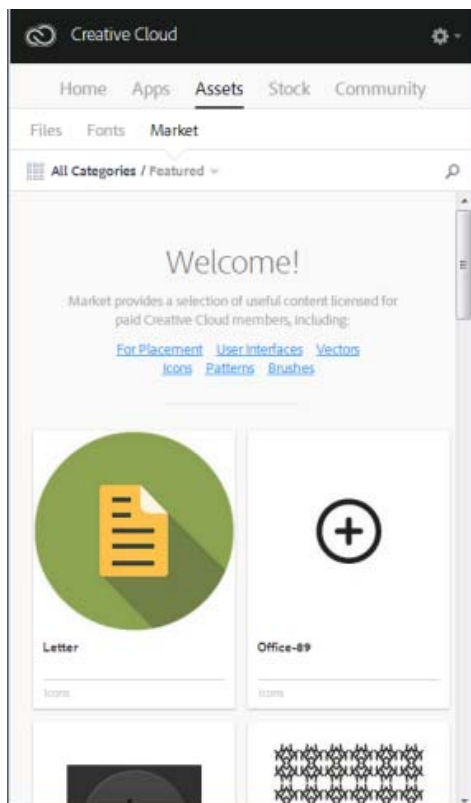 Creative Cloud
Home Apps Assets Stock Community
Files Fonts Market
All Categories / Featured
Welcome!
Market provides a selection of useful content licensed for
paid Creative Cloud members, including:
For Placement User Interfaces Vectors
Icons Patterns Brushes
Letter Office-89
Icons Icons